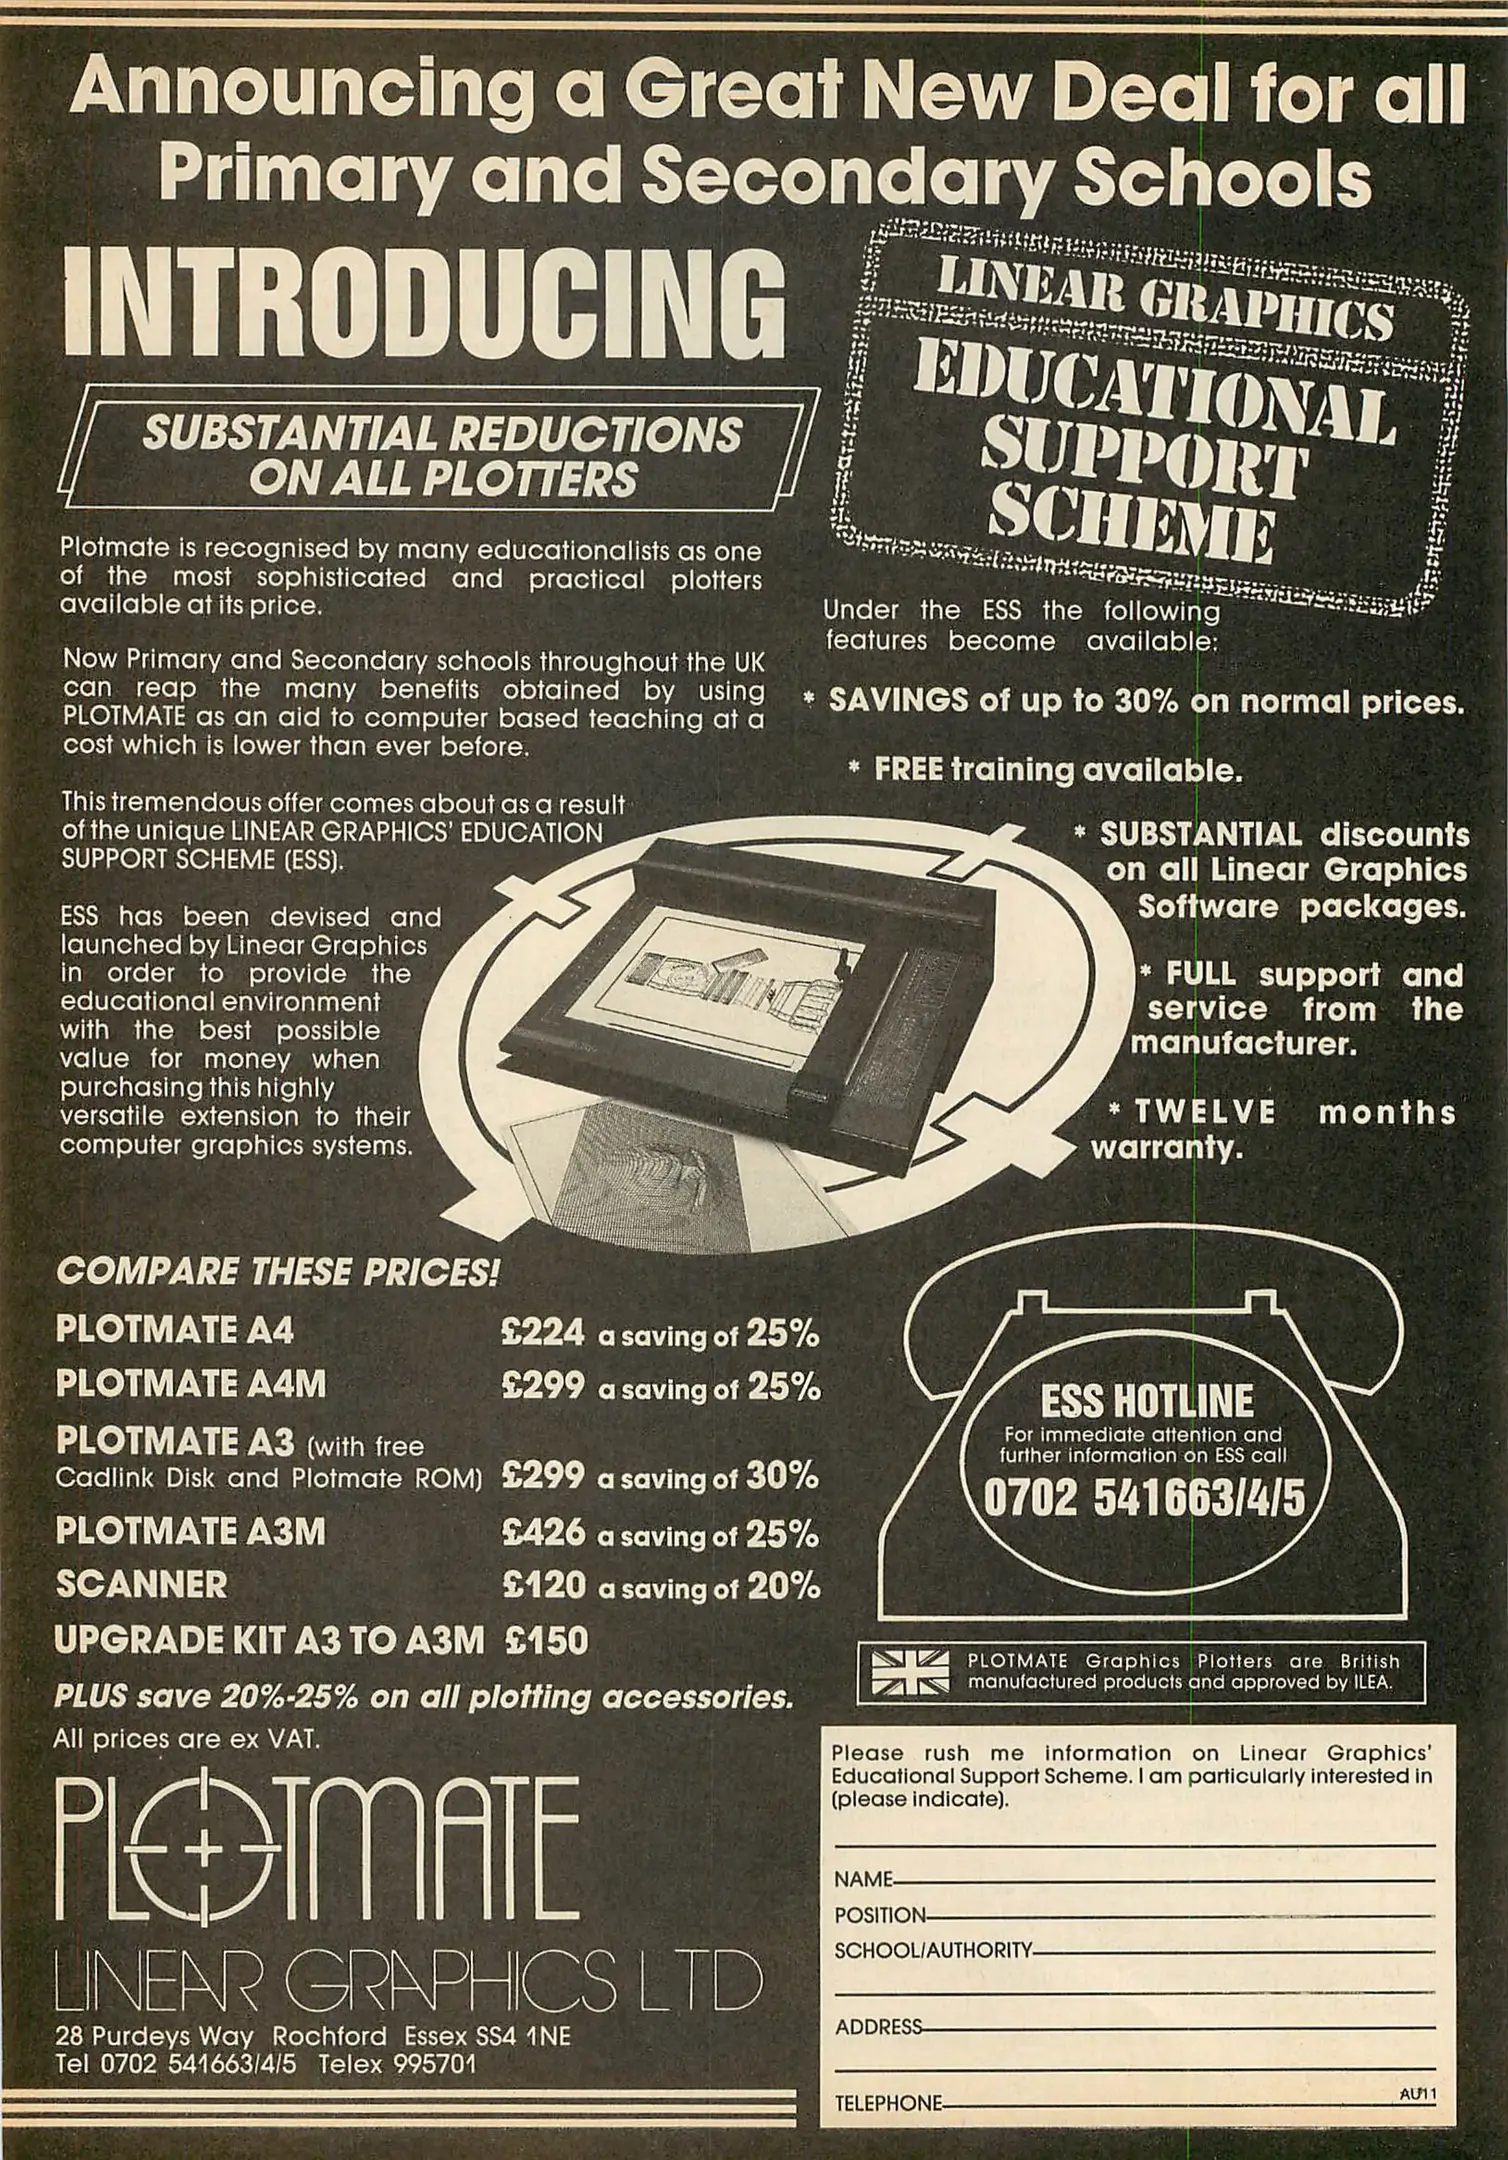 Announcing a Great New Deal for all
Primary and Secondary Schools
INTRODUCING
SUBSTANTIAL REDUCTIONS
ON ALL PLOTTERS
LINEAR GRAPHICS
EDUCATIONAL
SUPPORT
SCHEME
Plotmate is recognised by many educationalists as one
of the most sophisticated and practical plotters
available at its price.
Now Primary and Secondary schools throughout the UK
can reap the many benefits obtained by using
PLOTMATE as an aid to computer based teaching at a
cost which is lower than ever before.
This tremendous offer comes about as a result
of the unique LINEAR GRAPHICS' EDUCATION
SUPPORT SCHEME (ESS).
ESS has been devised and
launched by Linear Graphics
in order to provide the
educational environment
with the best possible
value for money when
purchasing this highly
versatile extension to their
computer graphics systems.
Under the ESS the following
features become available:
* SAVINGS of up to 30% on normal prices.
* FREE training available.
* SUBSTANTIAL discounts
on all Linear Graphics
Software packages.
* FULL support and
service from the
manufacturer.
* TWELVE months
warranty.
COMPARE THESE PRICES!
PLOTMATE A4 £224 a saving of 25%
PLOTMATE A4M £299 a saving of 25%
PLOTMATE A3 (with free
Cadlink Disk and Plotmate ROM) £299 a saving of 30%
PLOTMATE A3M £426 a saving of 25%
SCANNER £120 a saving of 20%
UPGRADE KIT A3 TO A3M £150
PLUS save 20%-25% on all plotting accessories.
All prices are ex VAT.
ESS HOTLINE
For immediate attention and
further information on ESS call
0702 541663/4/5
PLOTMATE Graphics Plotters are British
manufactured products and approved by ILEA.
PLOTMATE
LINEAR GRAPHICS LTD
28 Purdeys Way Rochford Essex SS4 1NE
Tel 0702 541663/4/5 Telex 995701
Please rush me information on Linear Graphics'
Educational Support Scheme. I am particularly interested in
(please indicate).
NAME
POSITION
SCHOOL/AUTHORITY
ADDRESS
TELEPHONE
AU11